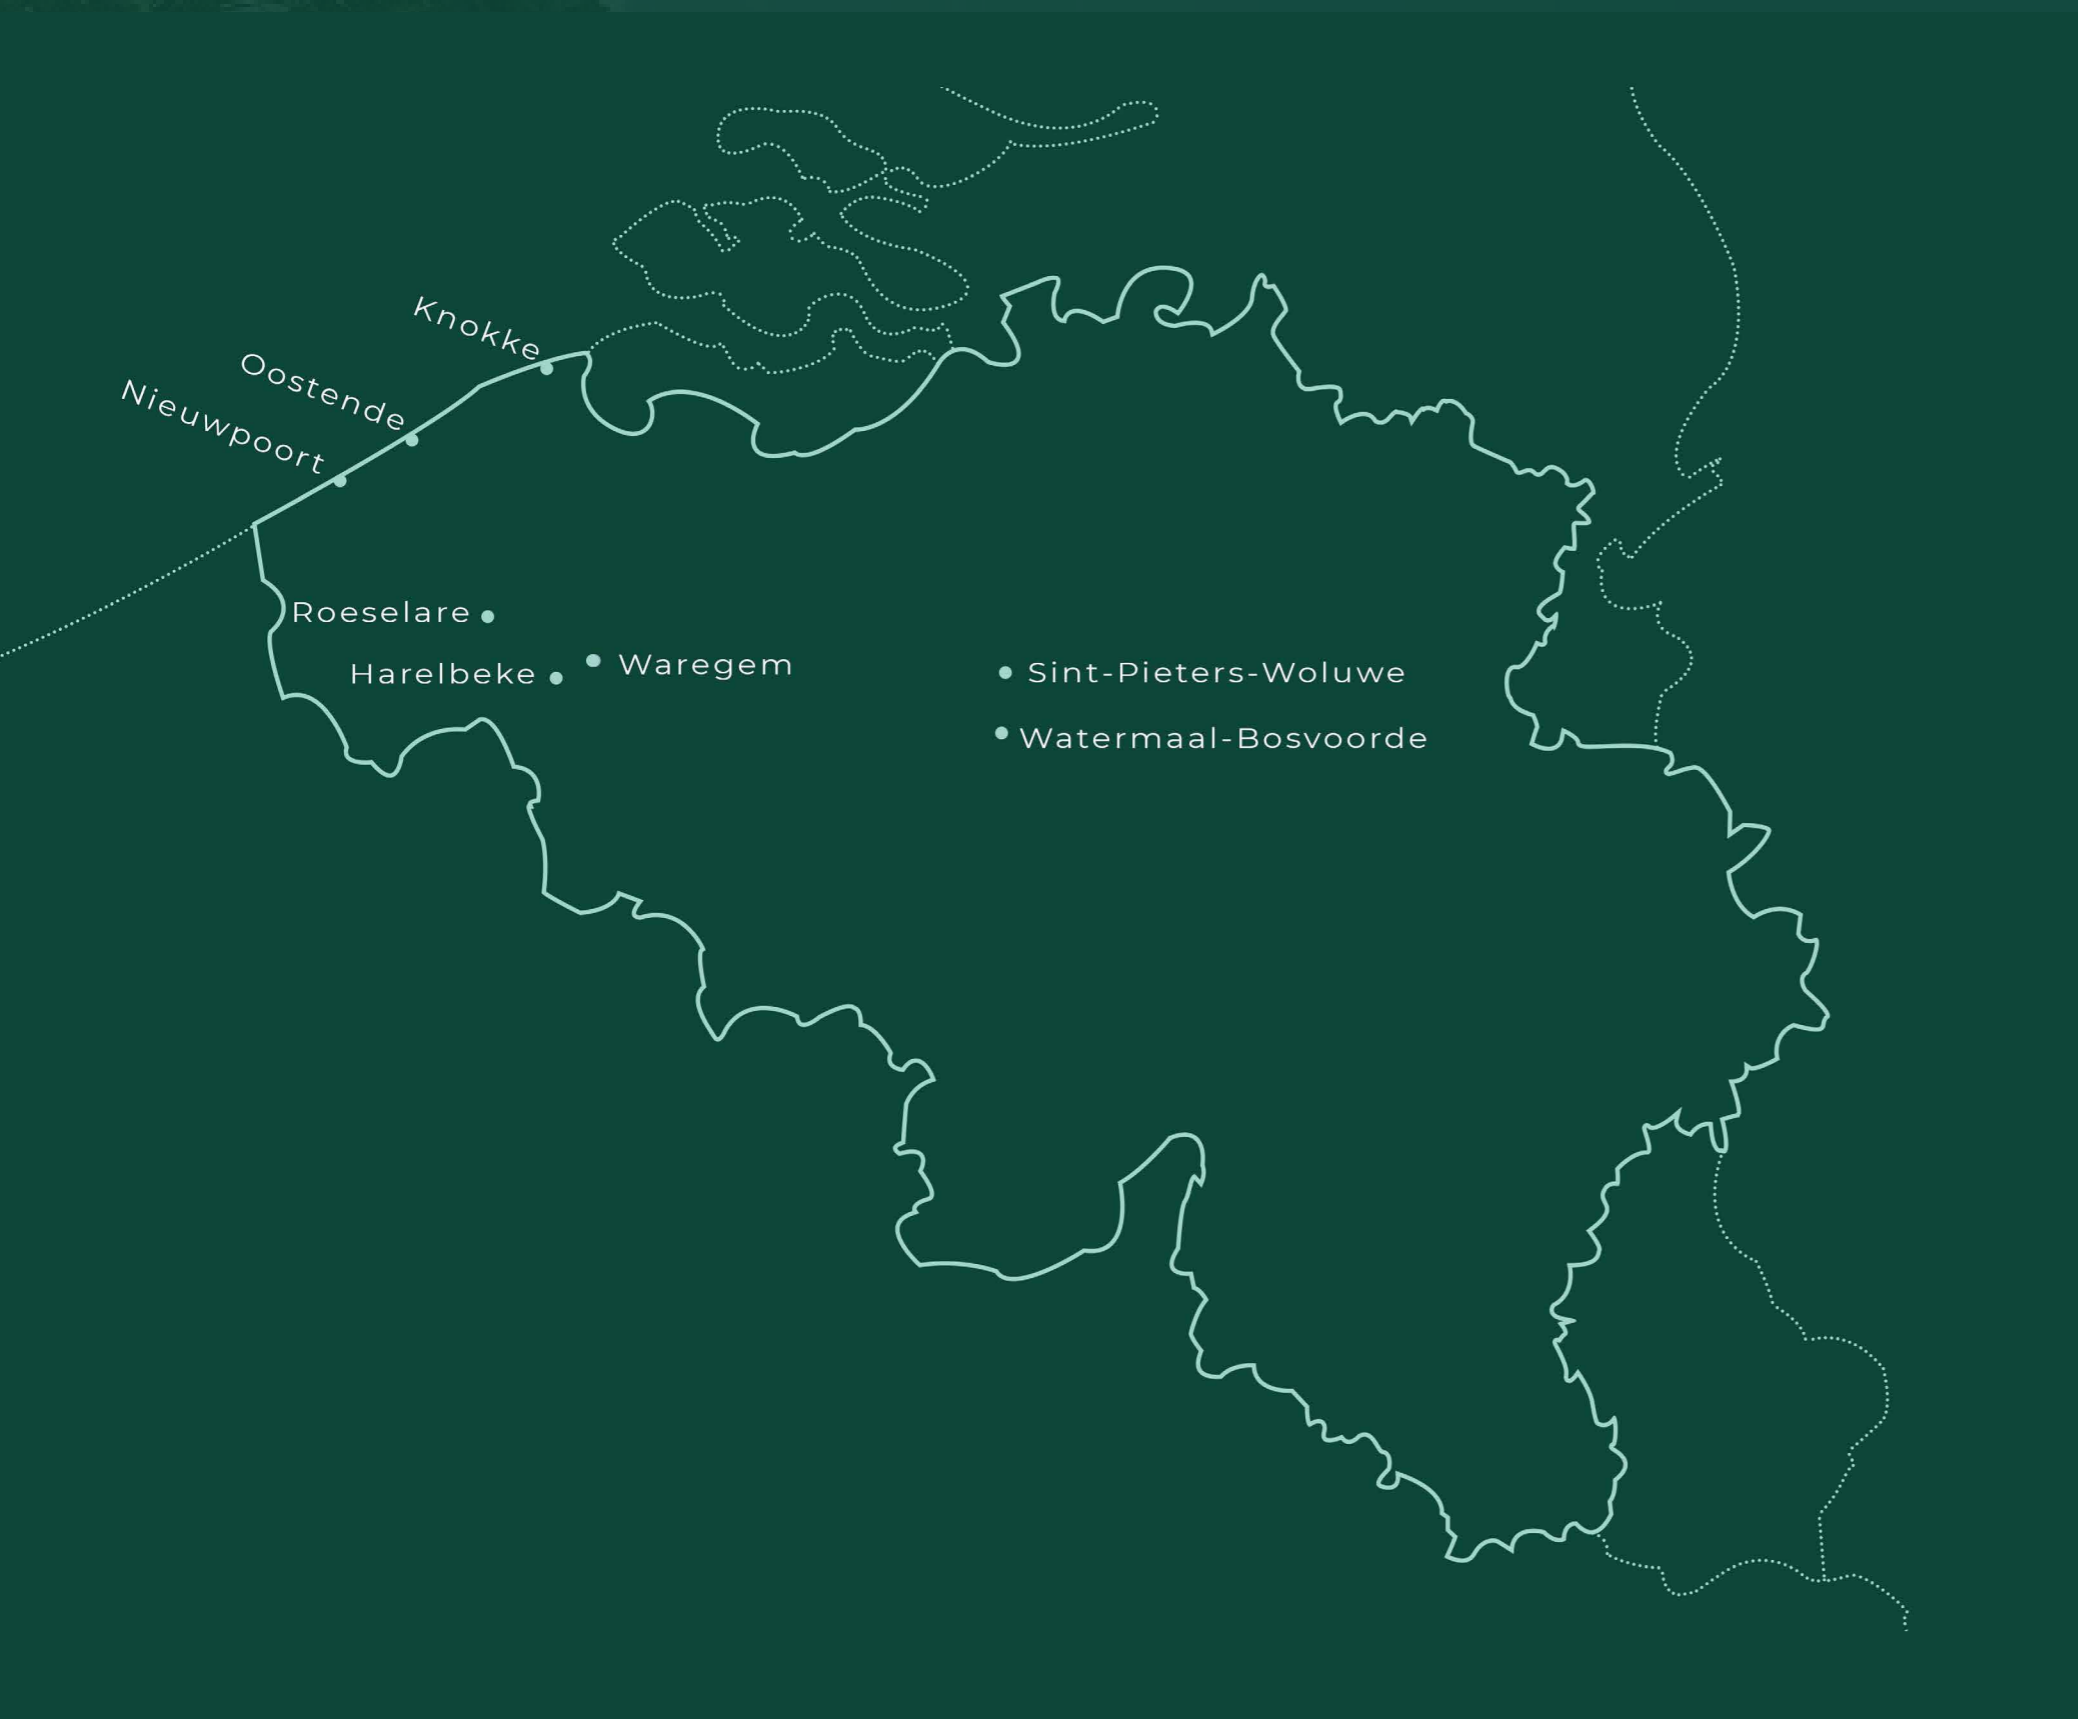 Knokke
Oostende
Nieuwpoort
Roeselare
Waregem
Harelbeke
Sint-Pieters-Woluwe
Watermaal-Bosvoorde